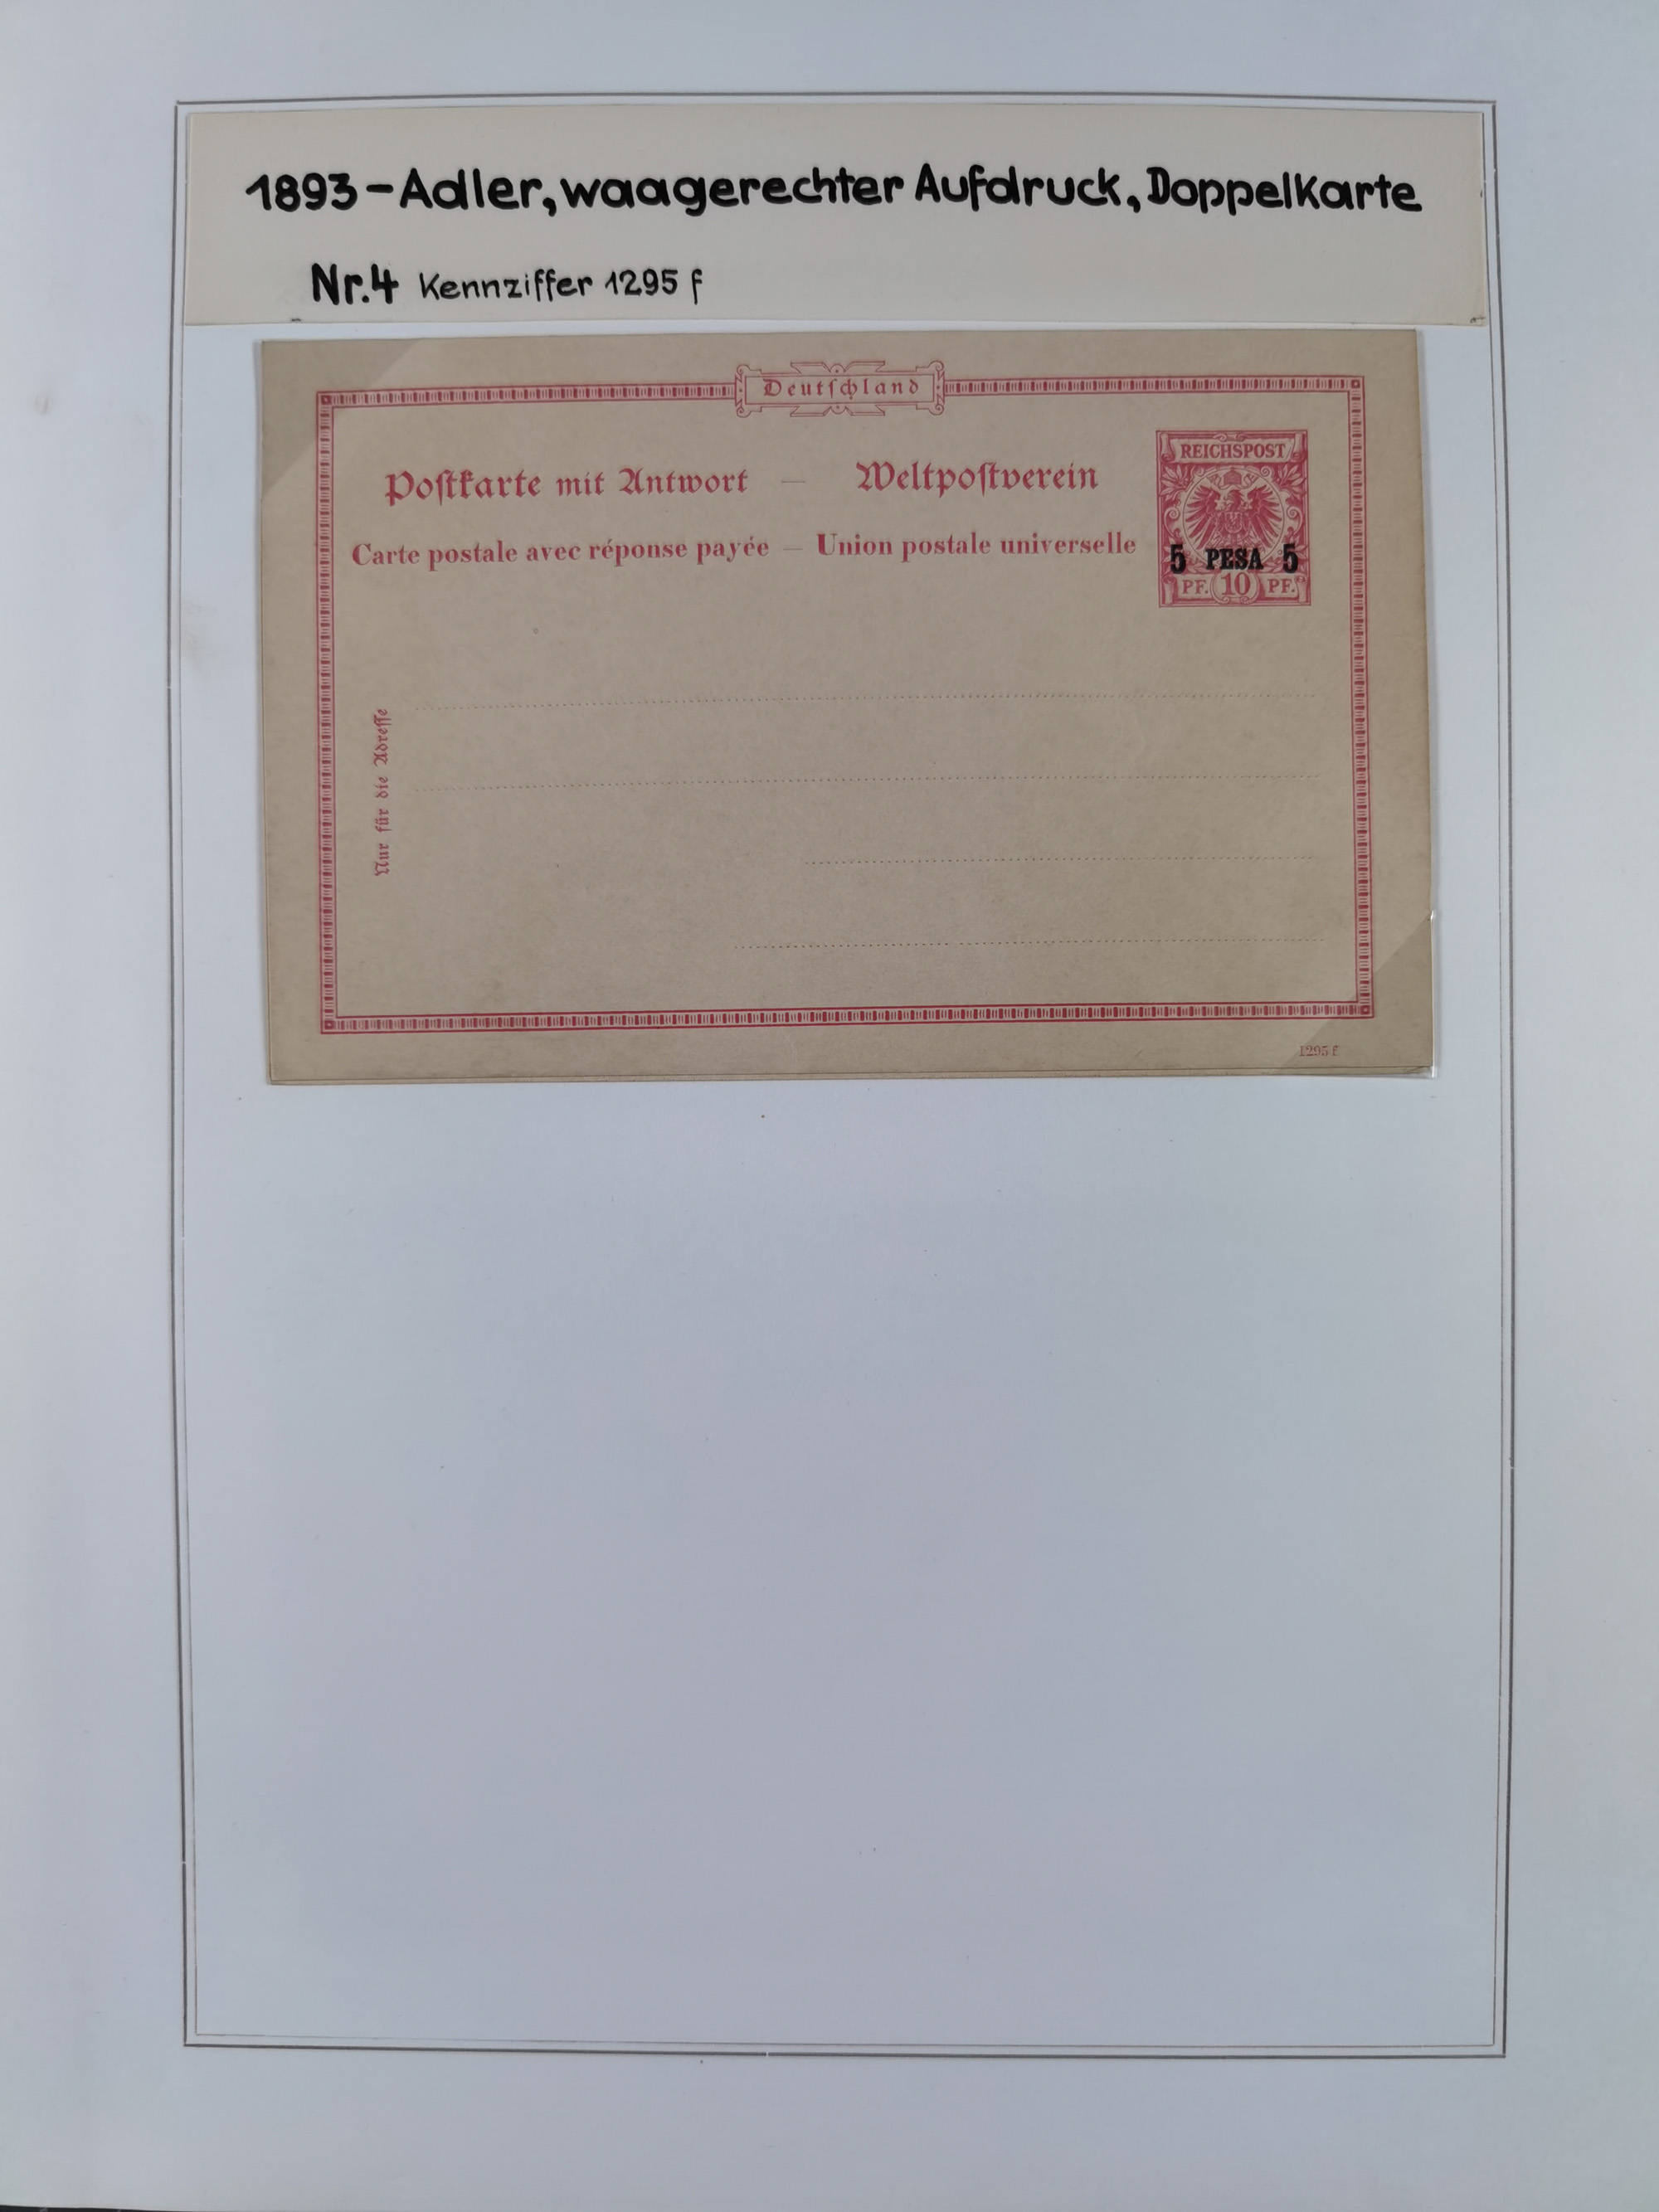 1893-Adler, waagerechter Aufdruck, Doppelkarte
Nr.4 Kennziffer 1295 f
Deutſchland
REICHSPOST
Poſtkarte mit Antwort — Weltpoſtverein
Carte postale avec réponse payée — Union postale universelle
5 PESA 5
PF. 10 PF.
Nur für die Adreſſe
1295 f